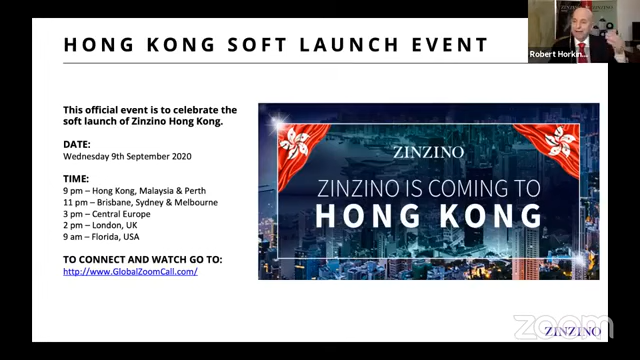 HONG KONG SOFT LAUNCH EVENT
This official event is to celebrate the
soft launch of Zinzino Hong Kong.
DATE:
Wednesday 9th September 2020
TIME:
9 pm – Hong Kong, Malaysia & Perth
11 pm – Brisbane, Sydney & Melbourne
3 pm – Central Europe
2 pm – London, UK
9 am – Florida, USA
TO CONNECT AND WATCH GO TO:
http://www.GlobalZoomCall.com/
ZINZINO
ZINZINO IS COMING TO
HONG KONG
Robert Horkin...
ZINZINO
zoom